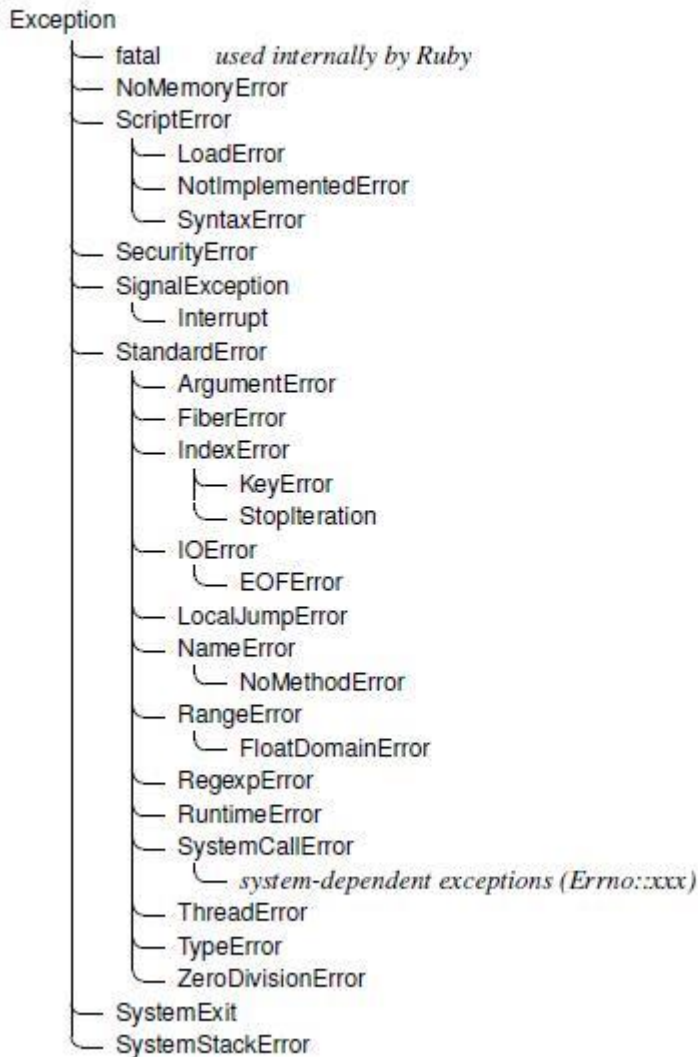 Exception
fatal used internally by Ruby
NoMemoryError
ScriptError
LoadError
NotImplementedError
SyntaxError
SecurityError
SignalException
Interrupt
StandardError
ArgumentError
FiberError
IndexError
KeyError
StopIteration
IOError
EOFError
LocalJumpError
NameError
NoMethodError
RangeError
FloatDomainError
RegexpError
RuntimeError
SystemCallError
system-dependent exceptions (Errno::xxx)
ThreadError
TypeError
ZeroDivisionError
SystemExit
SystemStackError